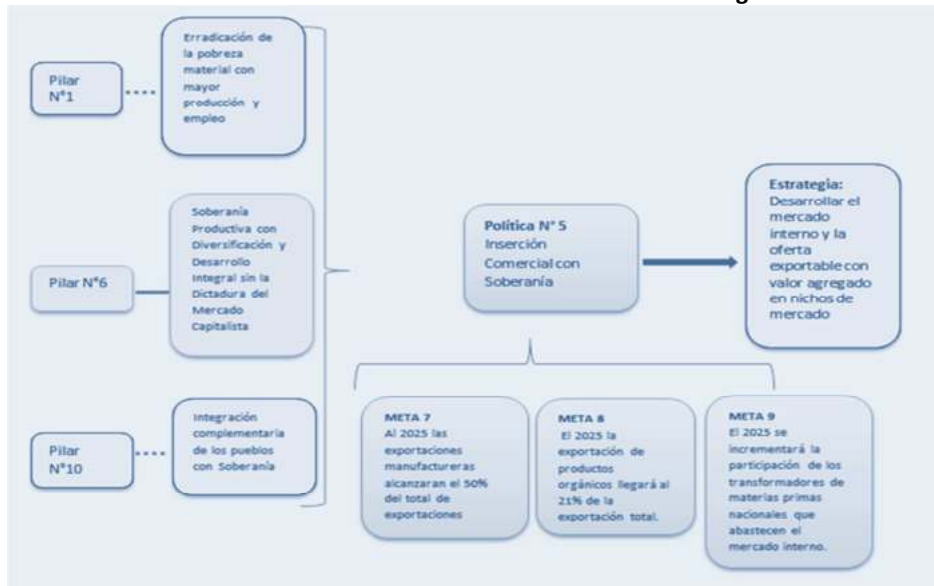 Pilar
N°1
Erradicación de
la pobreza
material con
mayor
producción y
empleo
Pilar N°6
Soberanía
Productiva con
Diversificación y
Desarrollo
Integral sin la
Dictadura del
Mercado
Capitalista
Pilar
N°10
Integración
complementaria
de los pueblos
con Soberanía
Política N° 5
Inserción
Comercial con
Soberanía
Estrategia:
Desarrollar el
mercado
interno y la
oferta
exportable con
valor agregado
en nichos de
mercado
META 7
Al 2025 las
exportaciones
manufactureras
alcanzaran el 50%
del total de
exportaciones
META 8
El 2025 la
exportación de
productos
orgánicos llegará al
21% de la
exportación total.
META 9
El 2025 se
incrementará la
participación de los
transformadores de
materias primas
nacionales que
abastecen el
mercado interno.